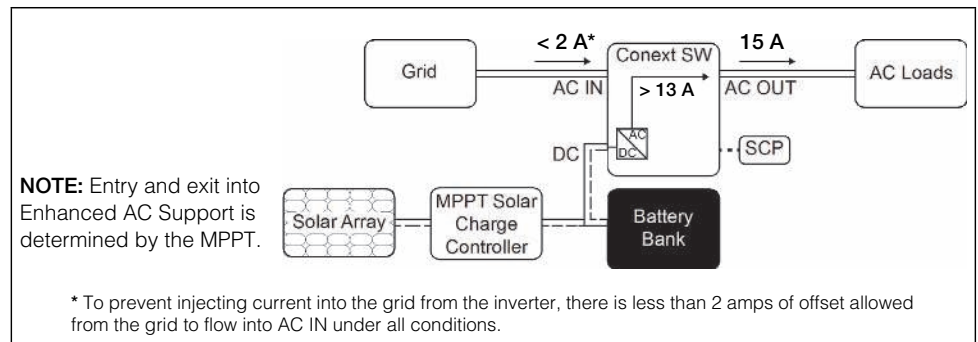 < 2 A*
15 A
Grid
Conext SW
AC Loads
AC IN
> 13 A
AC OUT
AC
DC
DC
SCP
NOTE: Entry and exit into
Enhanced AC Support is
determined by the MPPT.
Solar Array
MPPT Solar
Charge
Controller
Battery
Bank
* To prevent injecting current into the grid from the inverter, there is less than 2 amps of offset allowed
from the grid to flow into AC IN under all conditions.